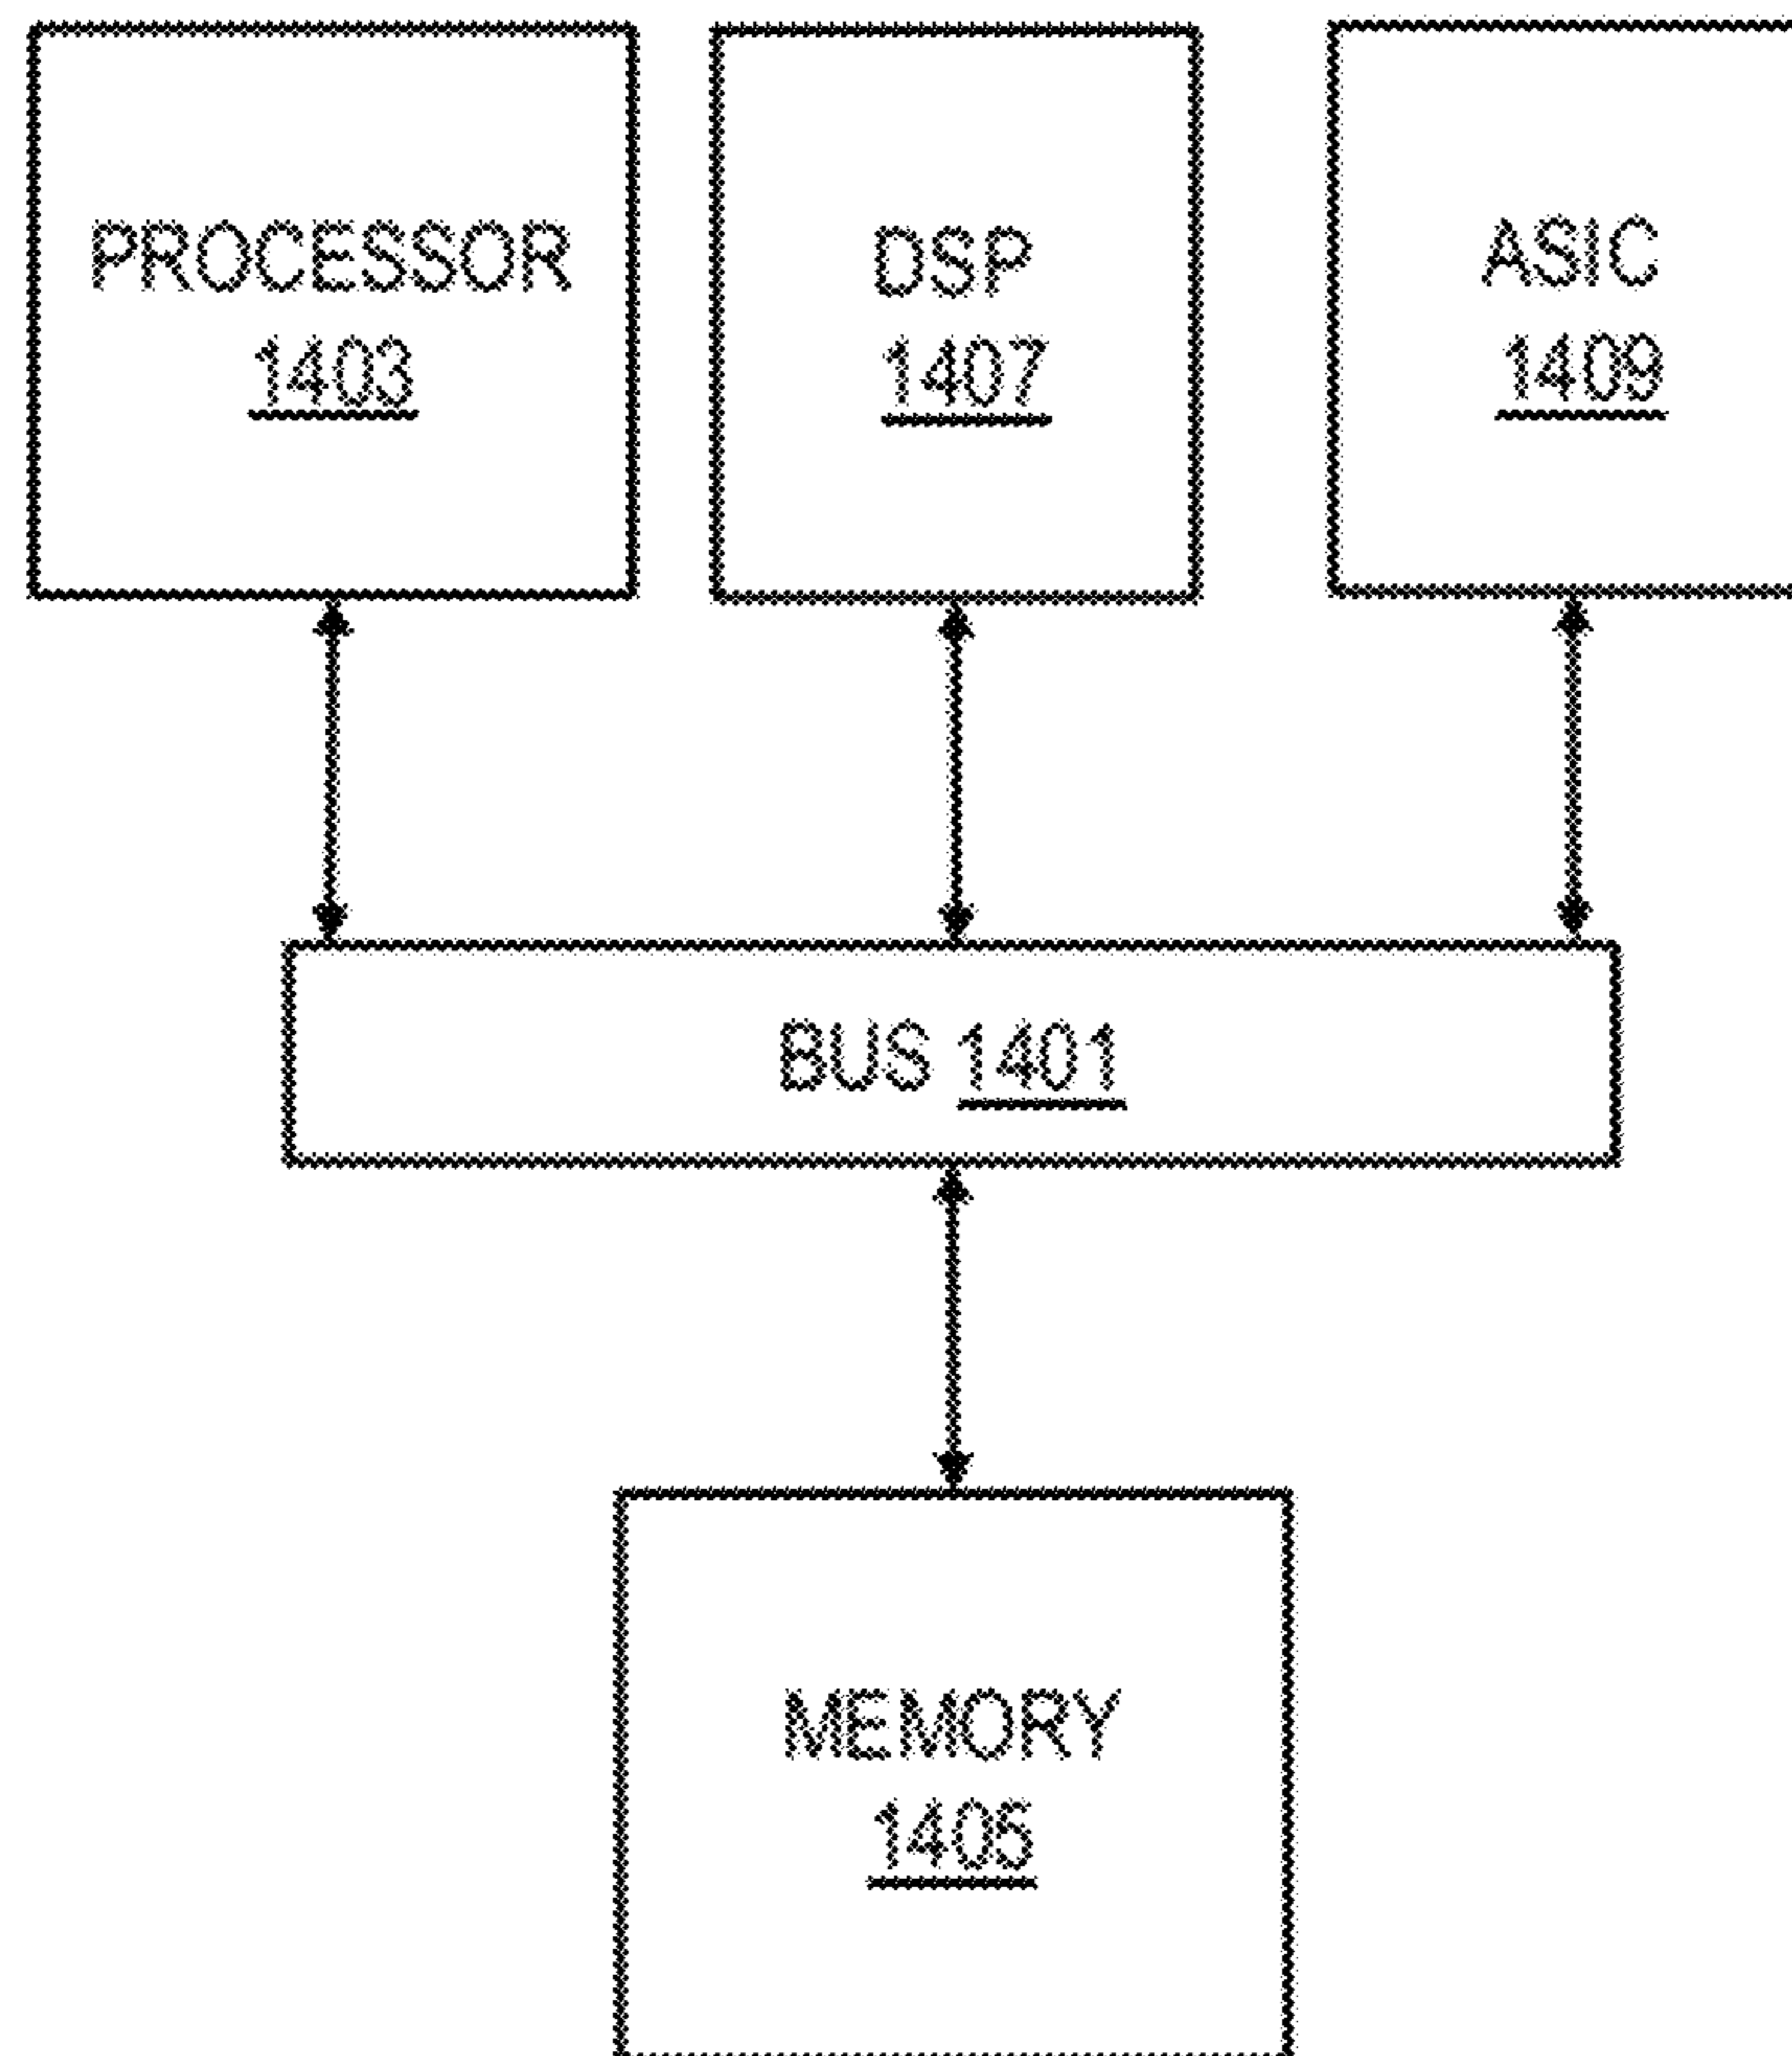 PROCESSOR
1403
DSP
1407
ASIC
1409
BUS 1401
MEMORY
1405